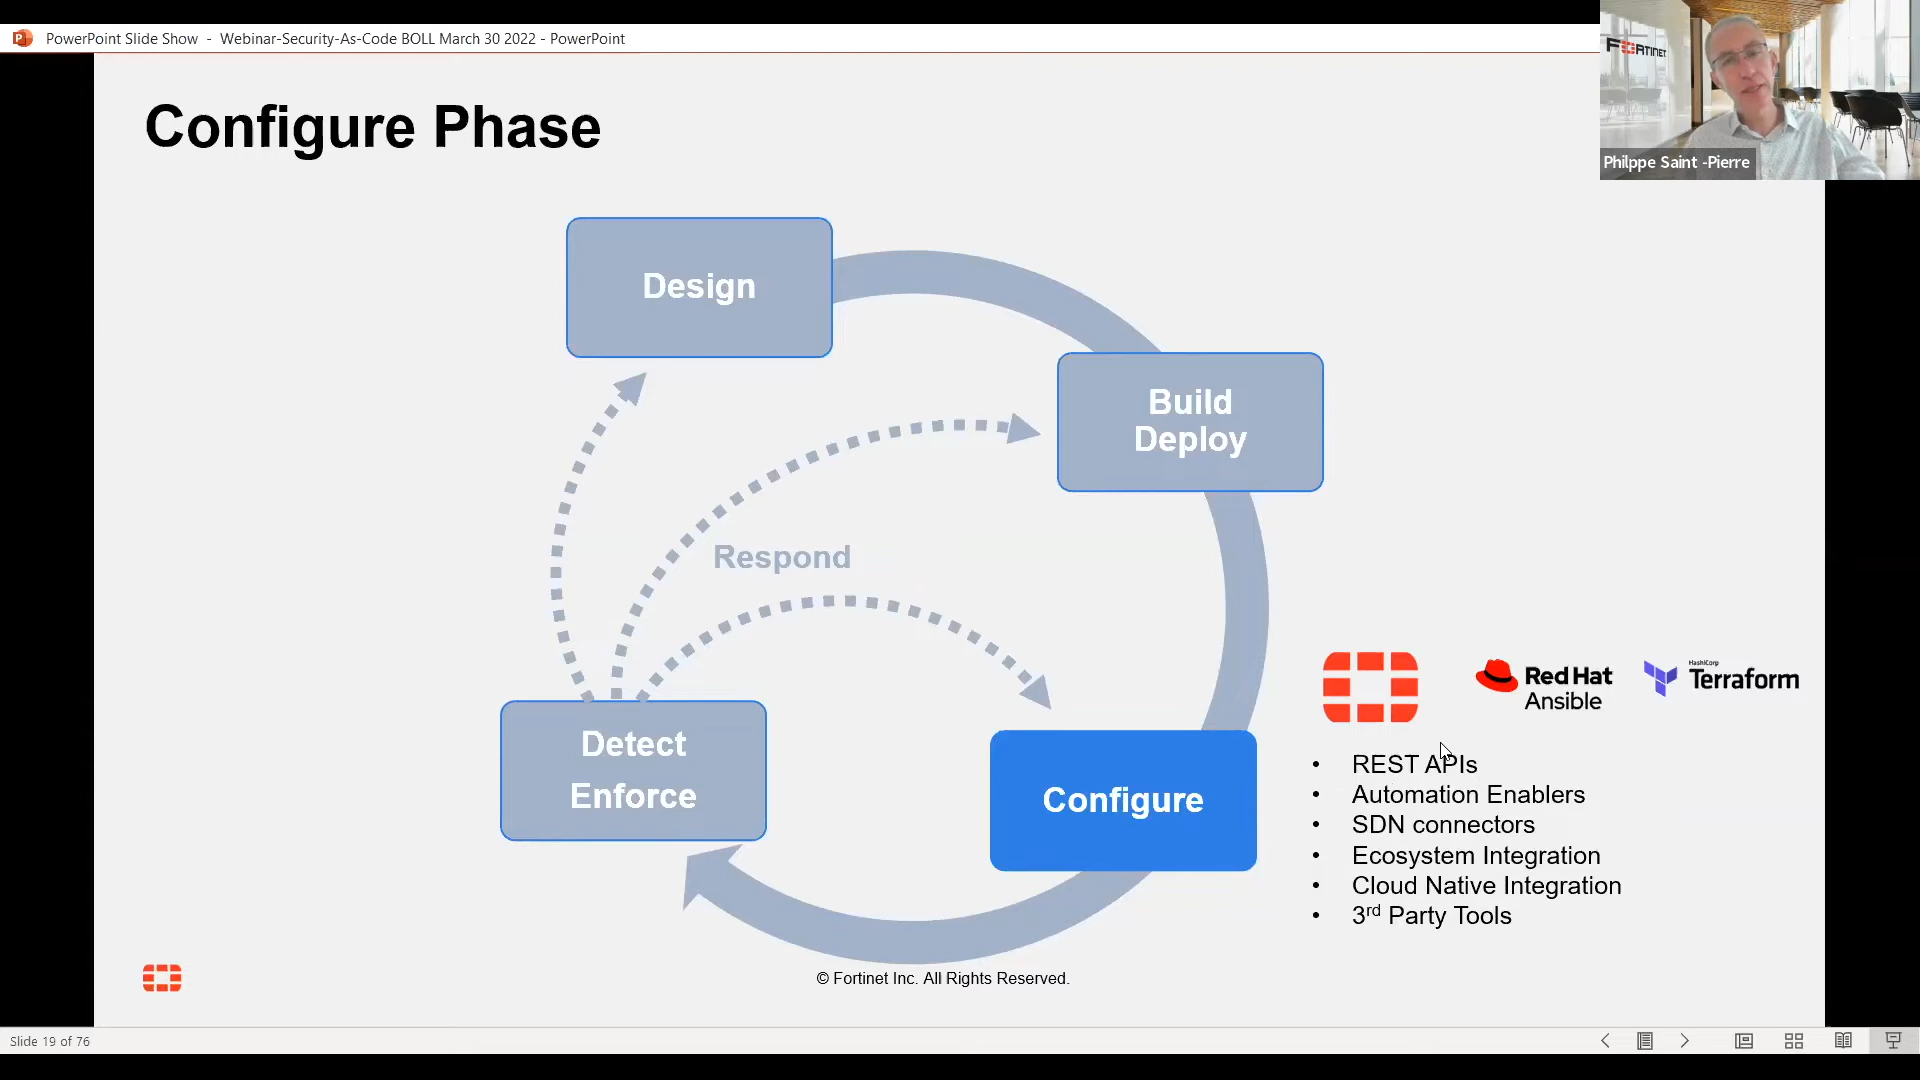 PowerPoint Slide Show - Webinar-Security-As-Code BOLL March 30 2022 - PowerPoint
FORTINET
Philppe Saint -Pierre
Configure Phase
Design
Build
Deploy
Respond
Detect
Enforce
Configure
Red Hat
Ansible
HashiCorp
Terraform
• REST APIs
• Automation Enablers
• SDN connectors
• Ecosystem Integration
• Cloud Native Integration
• 3rd Party Tools
© Fortinet Inc. All Rights Reserved.
Slide 19 of 76